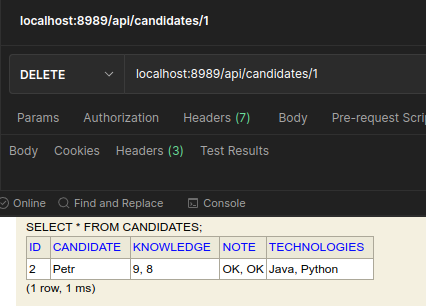 localhost:8989/api/candidates/1
DELETE localhost:8989/api/candidates/1
Params Authorization Headers (7) Body Pre-request Scri
Body Cookies Headers (3) Test Results
Online Find and Replace Console
SELECT * FROM CANDIDATES;
ID CANDIDATE KNOWLEDGE NOTE TECHNOLOGIES
2 Petr 9, 8 OK, OK Java, Python
(1 row, 1 ms)